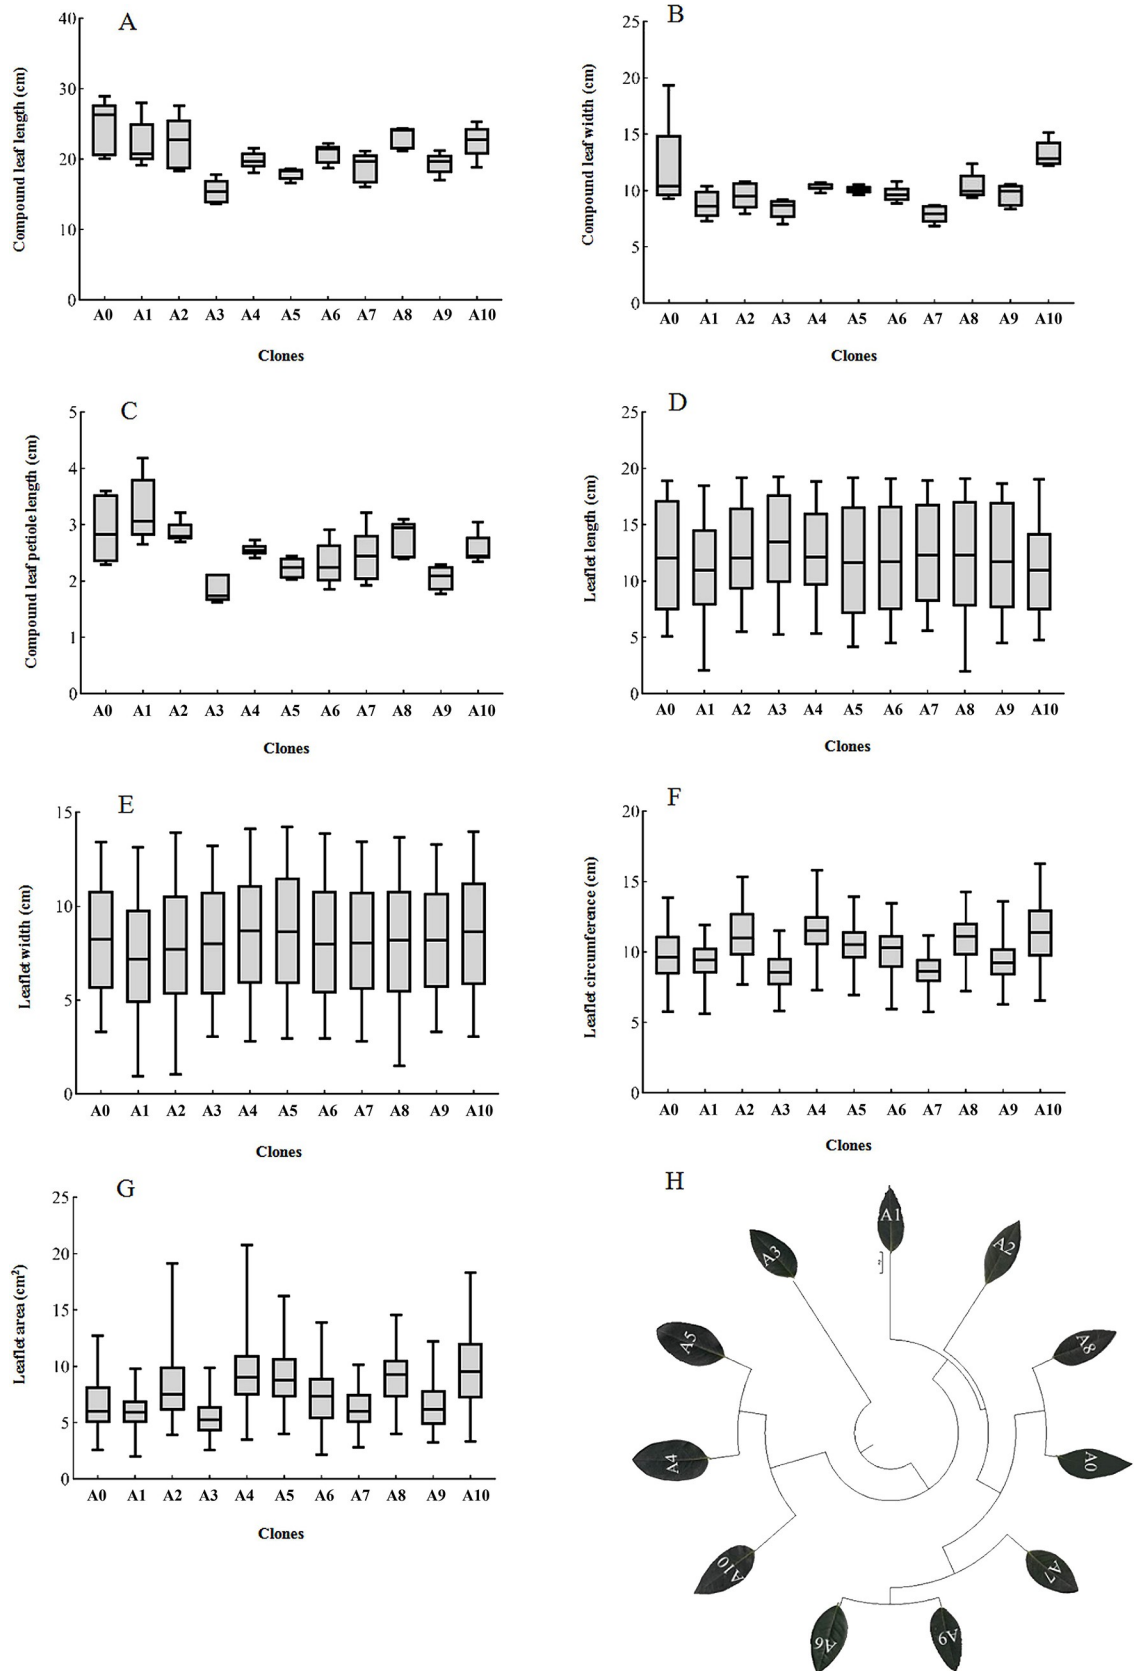 A
Compound leaf length (cm)
40
30
20
10
0
A0 A1 A2 A3 A4 A5 A6 A7 A8 A9 A10
Clones
B
Compound leaf width (cm)
25
20
15
10
5
0
A0 A1 A2 A3 A4 A5 A6 A7 A8 A9 A10
Clones
C
Compound leaf petiole length (cm)
5
4
3
2
1
0
A0 A1 A2 A3 A4 A5 A6 A7 A8 A9 A10
Clones
D
Leaflet length (cm)
25
20
15
10
5
0
A0 A1 A2 A3 A4 A5 A6 A7 A8 A9 A10
Clones
E
Leaflet width (cm)
15
10
5
0
A0 A1 A2 A3 A4 A5 A6 A7 A8 A9 A10
Clones
F
Leaflet circumference (cm)
20
15
10
5
0
A0 A1 A2 A3 A4 A5 A6 A7 A8 A9 A10
Clones
G
Leaflet area (cm²)
25
20
15
10
5
0
A0 A1 A2 A3 A4 A5 A6 A7 A8 A9 A10
Clones
H
A1
A2
A3
A8
A5
A0
A4
A7
A10
A9
A6